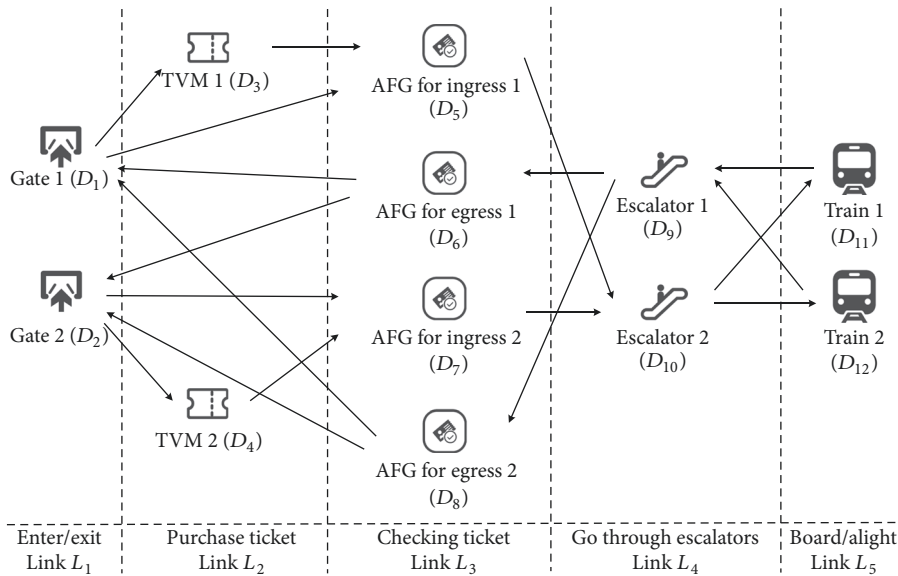 TVM 1 (D₃)
AFG for ingress 1
(D₅)
Gate 1 (D₁)
AFG for egress 1
(D₆)
Escalator 1
(D₉)
Train 1
(D₁₁)
Gate 2 (D₂)
AFG for ingress 2
(D₇)
Escalator 2
(D₁₀)
Train 2
(D₁₂)
TVM 2 (D₄)
AFG for egress 2
(D₈)
Enter/exit
Link L₁
Purchase ticket
Link L₂
Checking ticket
Link L₃
Go through escalators
Link L₄
Board/alight
Link L₅